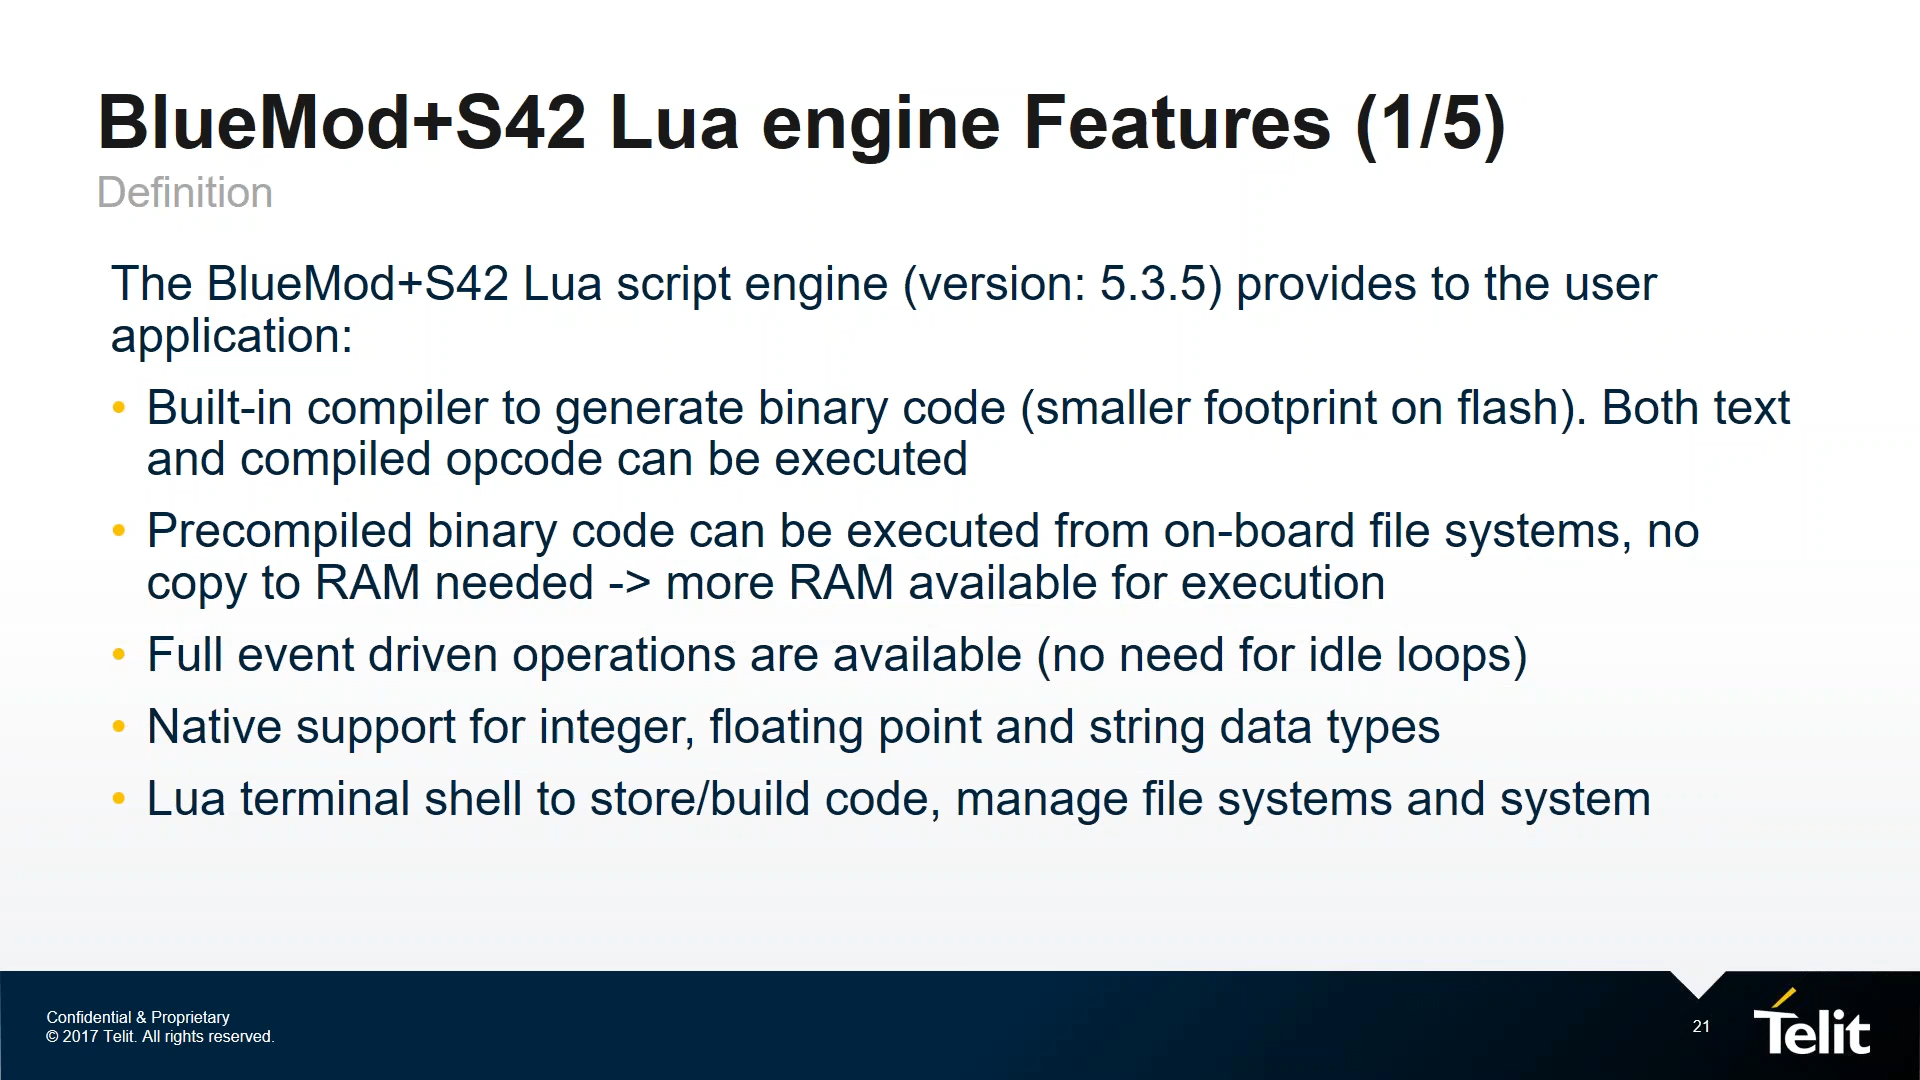 BlueMod+S42 Lua engine Features (1/5)
Definition
The BlueMod+S42 Lua script engine (version: 5.3.5) provides to the user
application:
• Built-in compiler to generate binary code (smaller footprint on flash). Both text
and compiled opcode can be executed
• Precompiled binary code can be executed from on-board file systems, no
copy to RAM needed -> more RAM available for execution
• Full event driven operations are available (no need for idle loops)
• Native support for integer, floating point and string data types
• Lua terminal shell to store/build code, manage file systems and system
Confidential & Proprietary
© 2017 Telit. All rights reserved.
21
Telit